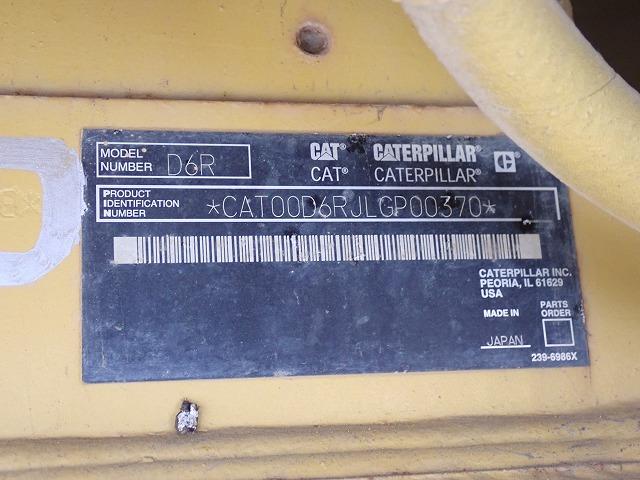 MODEL NUMBER D6R
CAT® CATERPILLAR® C
CAT® CATERPILLAR®
PRODUCT IDENTIFICATION NUMBER *CAT00D6RJLGP00370*
CATERPILLAR INC.
PEORIA, IL 61629
USA
MADE IN
JAPAN
PARTS ORDER
239-6986X